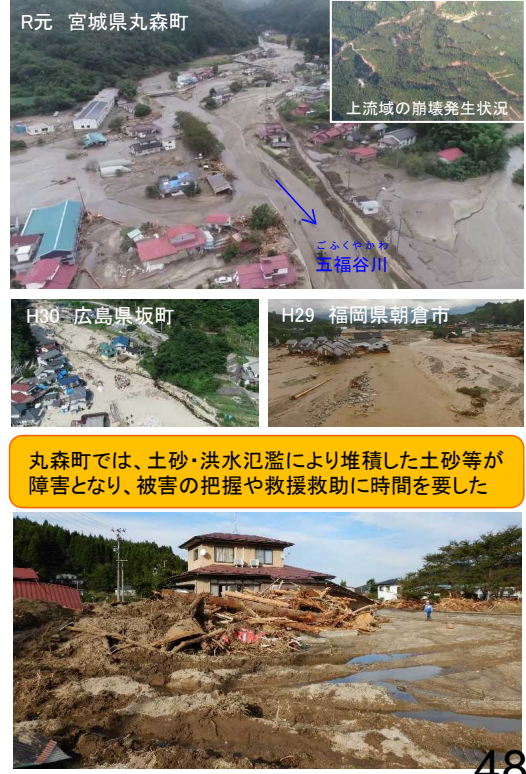 R元 宮城県丸森町
上流域の崩壊発生状況
ごふくやがわ
五福谷川
H30 広島県坂町
H29 福岡県朝倉市
丸森町では、土砂・洪水氾濫により堆積した土砂等が
障害となり、被害の把握や救援救助に時間を要した
48